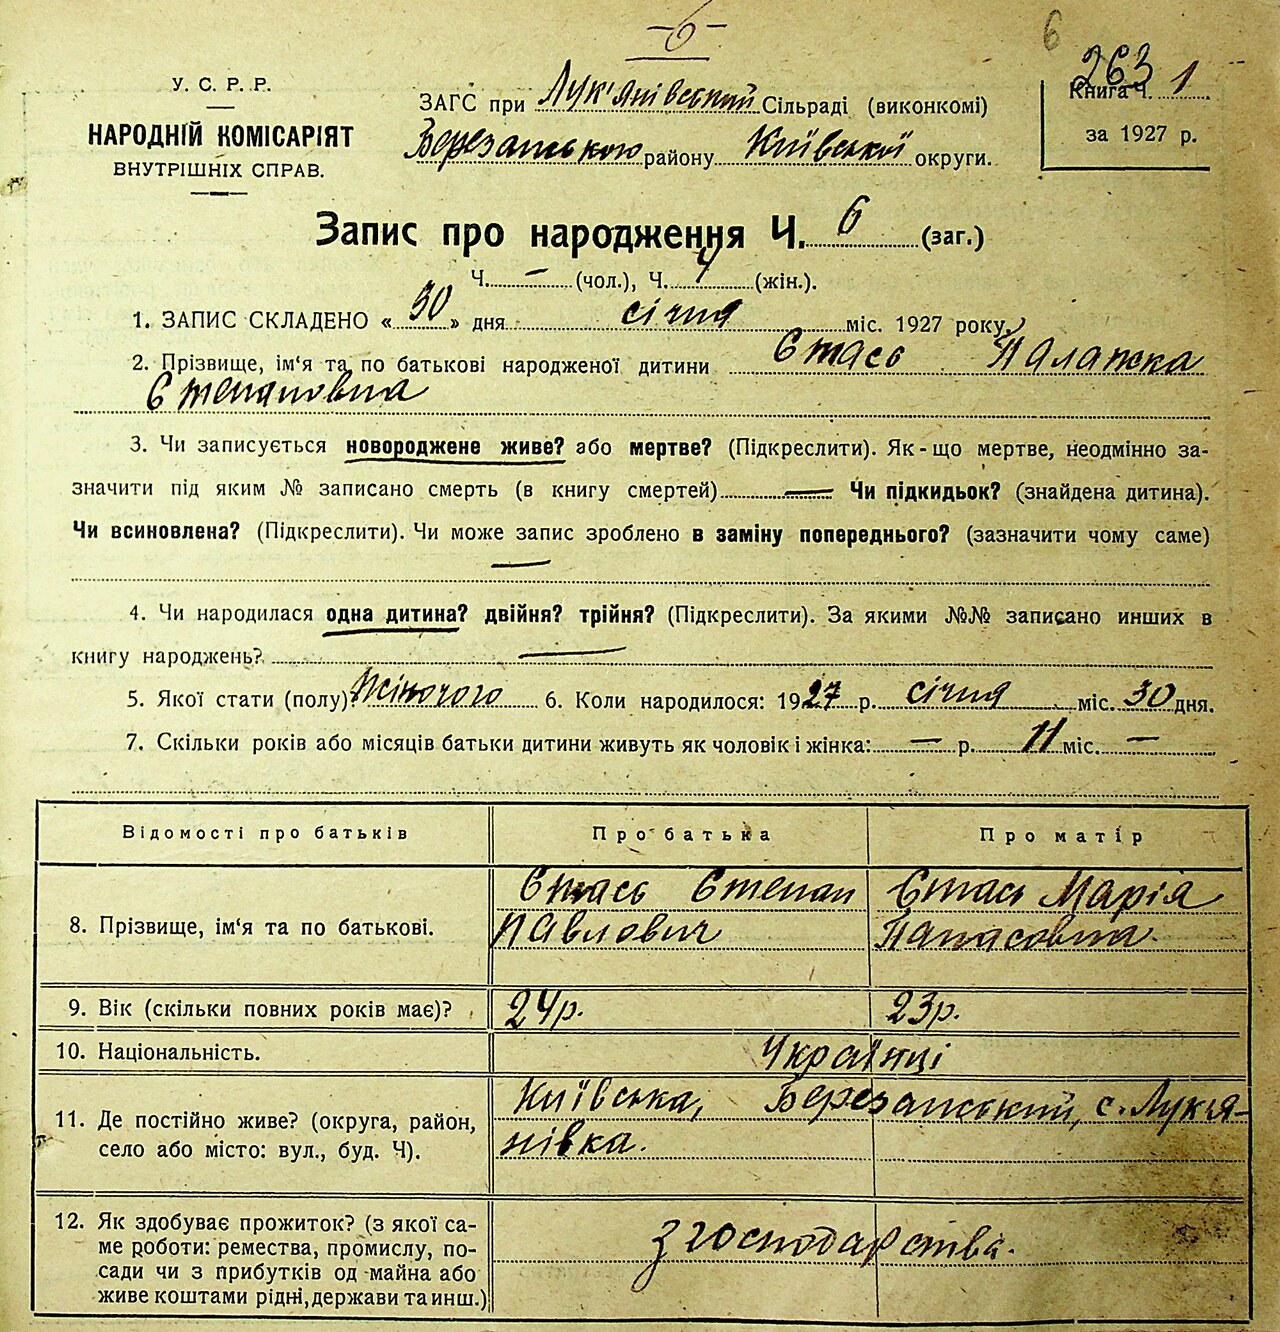 -6-
6
263
У. С. Р. Р.
НАРОДНІЙ КОМІСАРІЯТ
ВНУТРІШНІХ СПРАВ.
ЗАГС при Лук'янівський Сільраді (виконкомі)
Березанського району Київської округи.
Книга Ч. 1
за 1927 р.
Запис про народження Ч. 6 (заг.)
Ч. — (чол.), Ч. 4 (жін.).
1. ЗАПИС СКЛАДЕНО « 30 » дня січня міс. 1927 року.
2. Прізвище, ім‘я та по батькові народженої дитини Стась Палажка
Степановна
3. Чи записується новороджене живе? або мертве? (Підкреслити). Як-що мертве, неодмінно за-
значити під яким № записано смерть (в книгу смертей) — Чи підкидьок? (знайдена дитина).
Чи всиновлена? (Підкреслити). Чи може запис зроблено в заміну попереднього? (зазначити чому саме)
—
4. Чи народилася одна дитина? двійня? трійня? (Підкреслити). За якими №№ записано инших в
книгу народжень? —
5. Якої стати (полу) Жіночого 6. Коли народилося: 1927 р. січня міс. 30 дня.
7. Скільки років або місяців батьки дитини живуть як чоловік і жінка: — р. 11 міс. —
Відомості про батьків Про батька Про матір
8. Прізвище, ім‘я та по батькові. Стась Степан Павлович Стась Марія Панасовна.
9. Вік (скільки повних років має)? 24р. 23р.
10. Національність. Українці
11. Де постійно живе? (округа, район, Київська, Березанський, с. Лукья-
село або місто: вул., буд. Ч). нівка.
12. Як здобуває прожиток? (з якої са-
ме роботи: ремества, промислу, по- з господарства.
сади чи з прибутків од майна або
живе коштами рідні, держави та инш.)